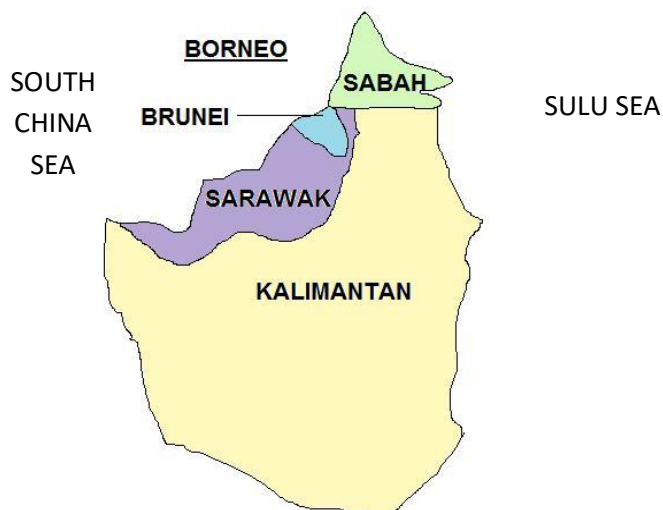 BORNEO
SOUTH
CHINA
SEA
SABAH
SULU SEA
BRUNEI
SARAWAK
KALIMANTAN